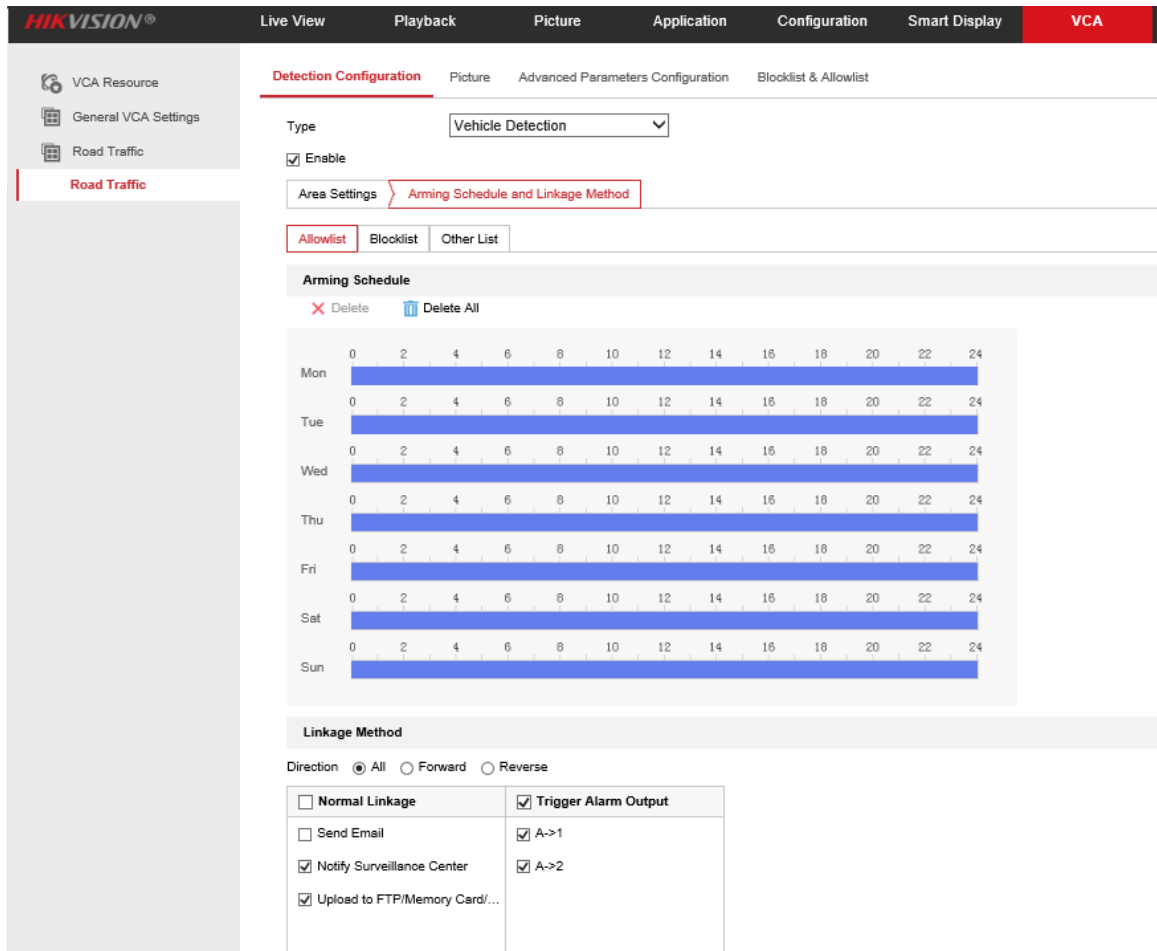 HIKVISION® Live View Playback Picture Application Configuration Smart Display VCA
VCA Resource
General VCA Settings
Road Traffic
Road Traffic
Detection Configuration Picture Advanced Parameters Configuration Blocklist & Allowlist
Type Vehicle Detection
Enable
Area Settings Arming Schedule and Linkage Method
Allowlist Blocklist Other List
Arming Schedule
Delete Delete All
0 2 4 6 8 10 12 14 16 18 20 22 24
Mon
0 2 4 6 8 10 12 14 16 18 20 22 24
Tue
0 2 4 6 8 10 12 14 16 18 20 22 24
Wed
0 2 4 6 8 10 12 14 16 18 20 22 24
Thu
0 2 4 6 8 10 12 14 16 18 20 22 24
Fri
0 2 4 6 8 10 12 14 16 18 20 22 24
Sat
0 2 4 6 8 10 12 14 16 18 20 22 24
Sun
Linkage Method
Direction All Forward Reverse
Normal Linkage Trigger Alarm Output
Send Email A->1
Notify Surveillance Center A->2
Upload to FTP/Memory Card/...